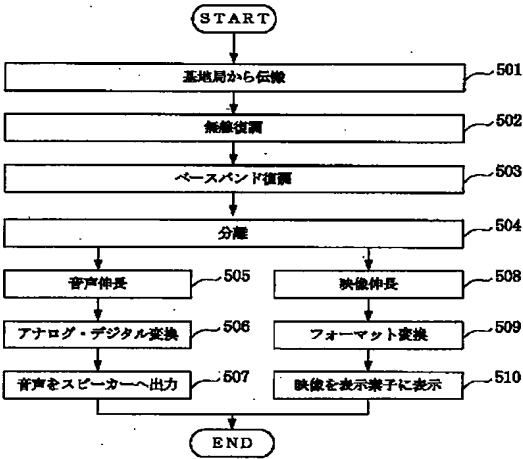 START
基地局から伝搬
501
無線復調
502
ベースバンド復調
503
分離
504
音声伸長
505
映像伸長
508
アナログ・デジタル変換
506
フォーマット変換
509
音声をスピーカーへ出力
507
映像を表示素子に表示
510
END